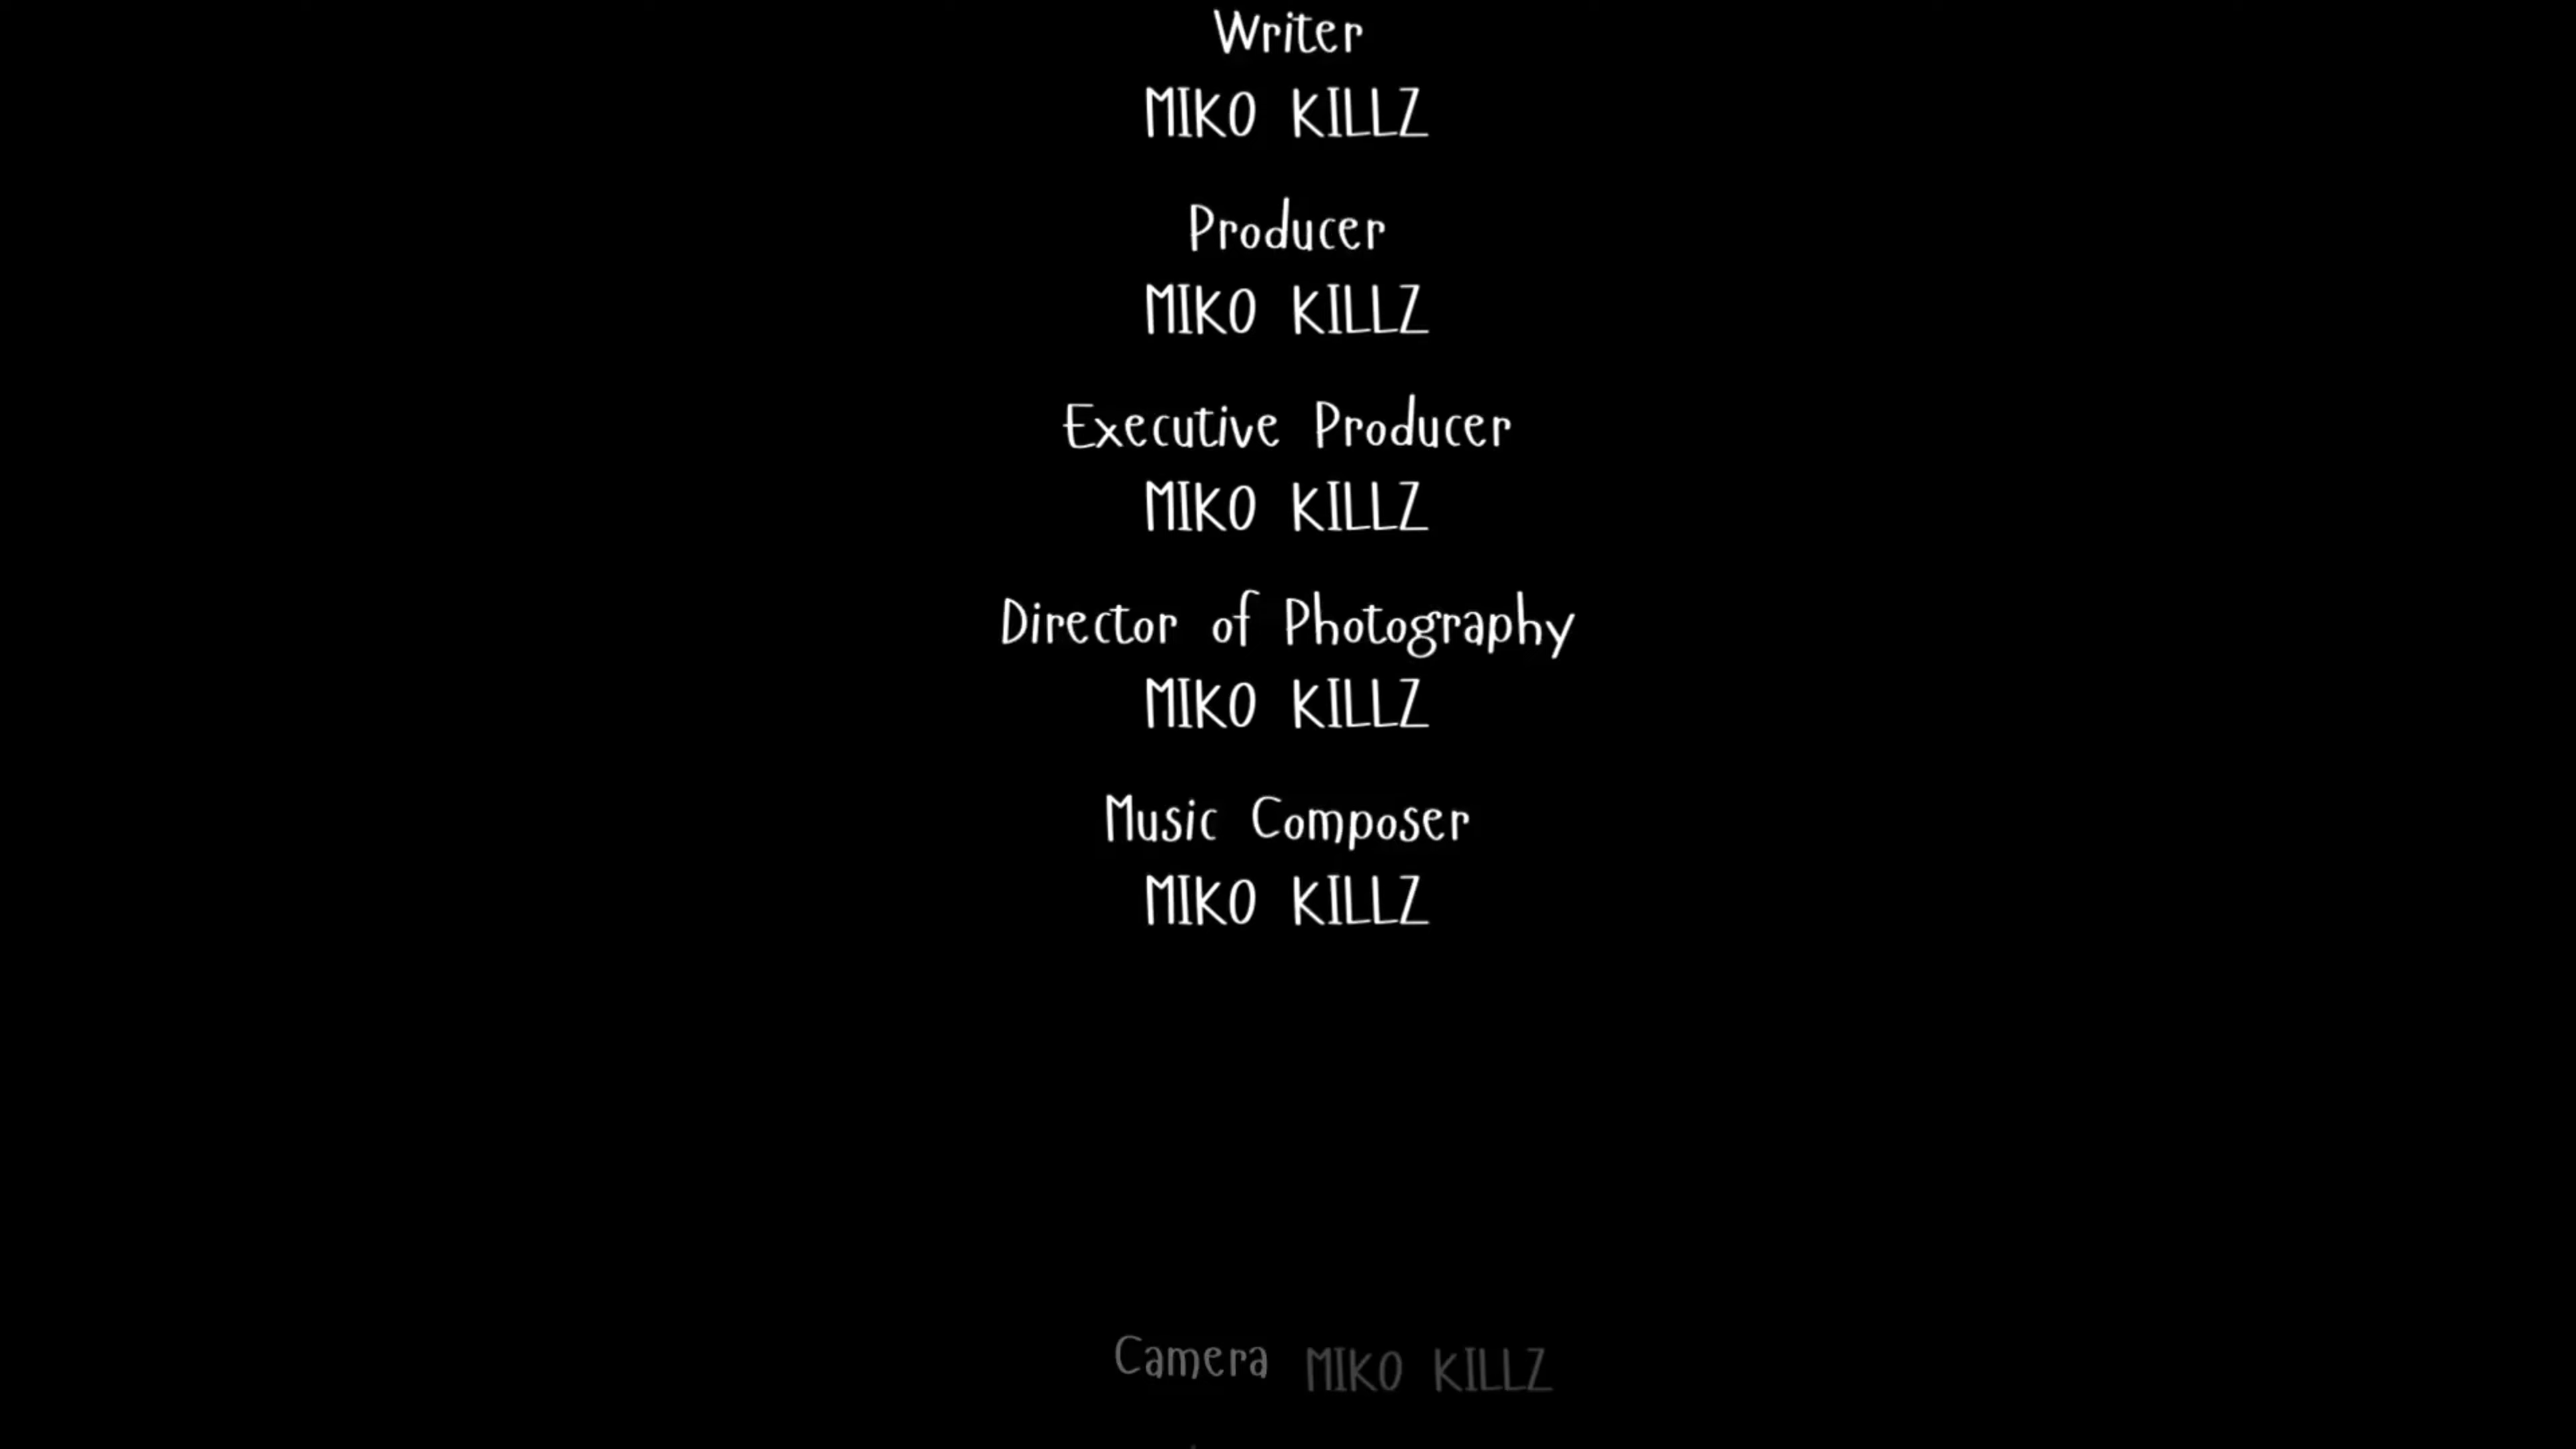 Writer
MIKO KILLZ
Producer
MIKO KILLZ
Executive Producer
MIKO KILLZ
Director of Photography
MIKO KILLZ
Music Composer
MIKO KILLZ
Camera MIKO KILLZ